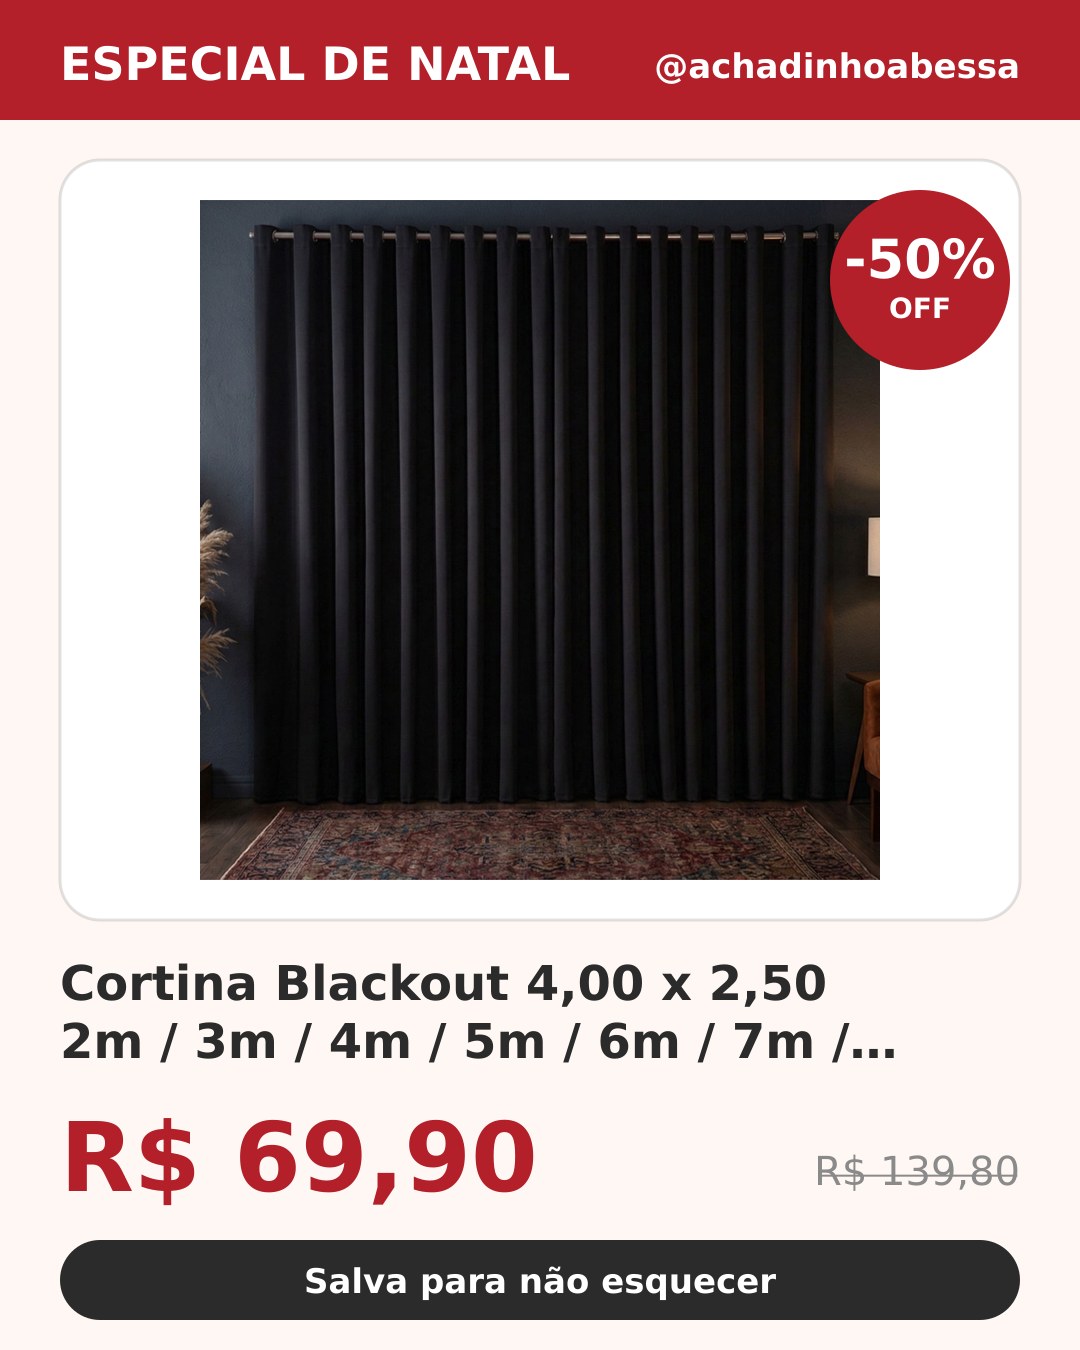 ESPECIAL DE NATAL
@achadinhoabessa
-50%
OFF
Cortina Blackout 4,00 x 2,50
2m / 3m / 4m / 5m / 6m / 7m /...
R$ 69,90
R$ 139,80
Salva para não esquecer